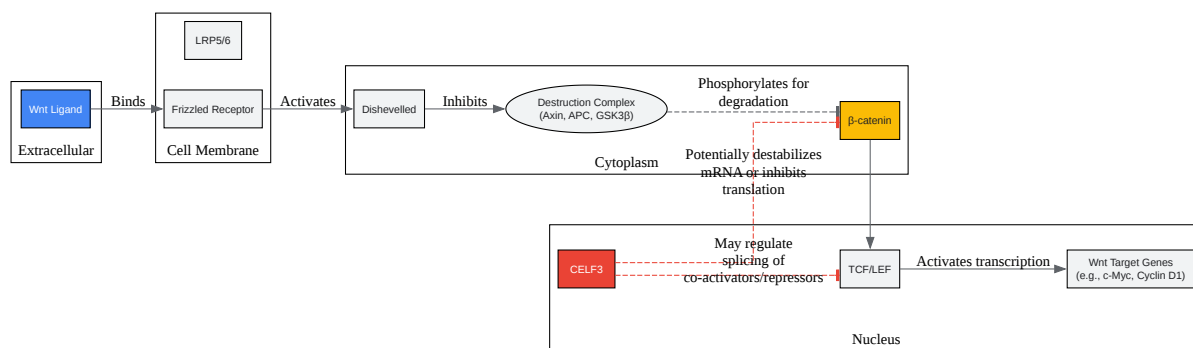 LRP5/6
Wnt Ligand
Binds
Frizzled Receptor
Activates
Extracellular
Cell Membrane
Dishevelled
Inhibits
Destruction Complex
(Axin, APC, GSK3β)
Phosphorylates for
degradation
β-catenin
Cytoplasm
Potentially destabilizes
mRNA or inhibits
translation
CELF3
May regulate
splicing of
co-activators/repressors
TCF/LEF
Activates transcription
Wnt Target Genes
(e.g., c-Myc, Cyclin D1)
Nucleus